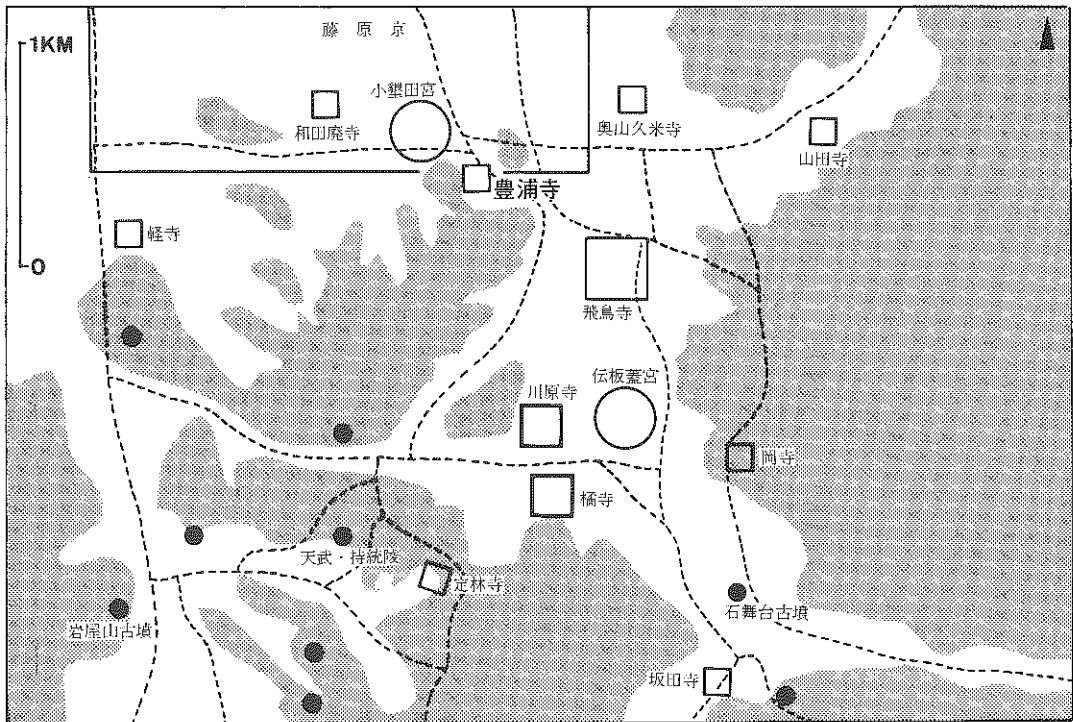 1KM
0
藤原京
小墾田宮
和田廃寺
奥山久米寺
山田寺
豊浦寺
軽寺
飛鳥寺
伝板蓋宮
川原寺
岡寺
橘寺
天武・持統陵
定林寺
石舞台古墳
岩屋山古墳
坂田寺